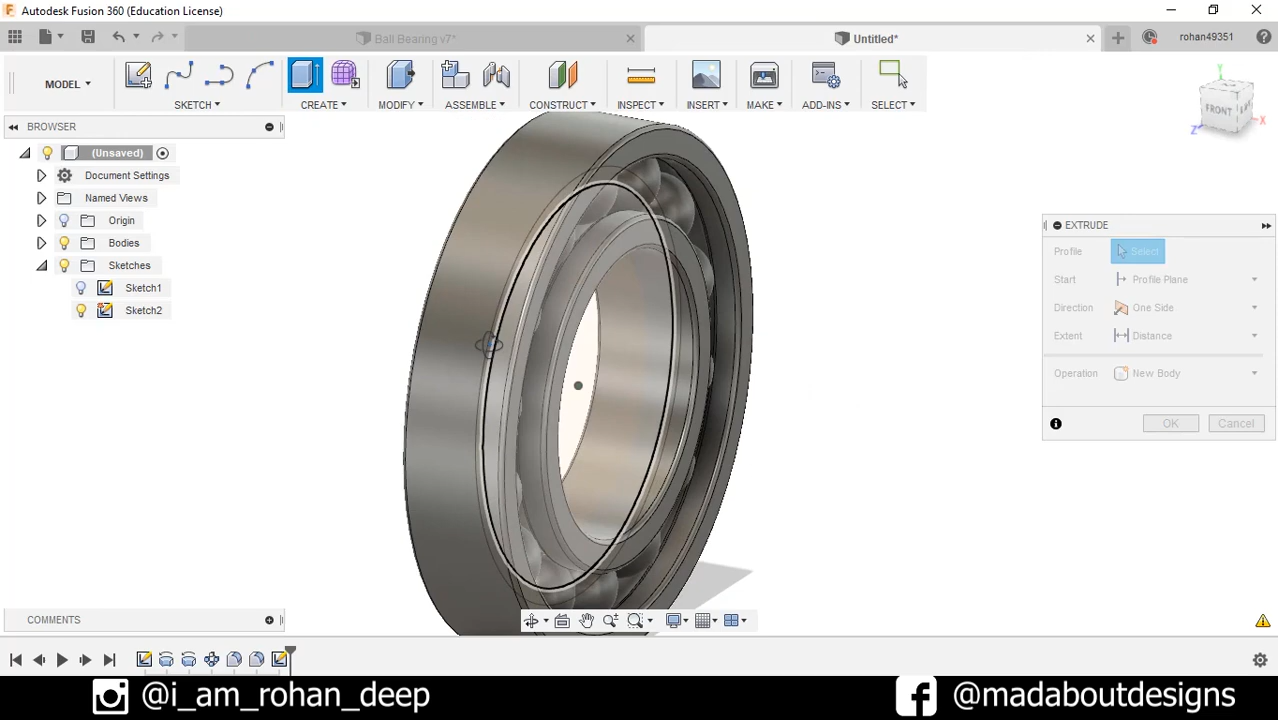 Autodesk Fusion 360 (Education License)
Ball Bearing v7*
Untitled*
rohan49351
MODEL
SKETCH
CREATE
MODIFY
ASSEMBLE
CONSTRUCT
INSPECT
INSERT
MAKE
ADD-INS
SELECT
BROWSER
(Unsaved)
Document Settings
Named Views
Origin
Bodies
Sketches
Sketch1
Sketch2
FRONT
Y
X
Z
EXTRUDE
Profile Select
Start Profile Plane
Direction One Side
Extent Distance
Operation New Body
OK Cancel
COMMENTS
@i_am_rohan_deep
@madaboutdesigns